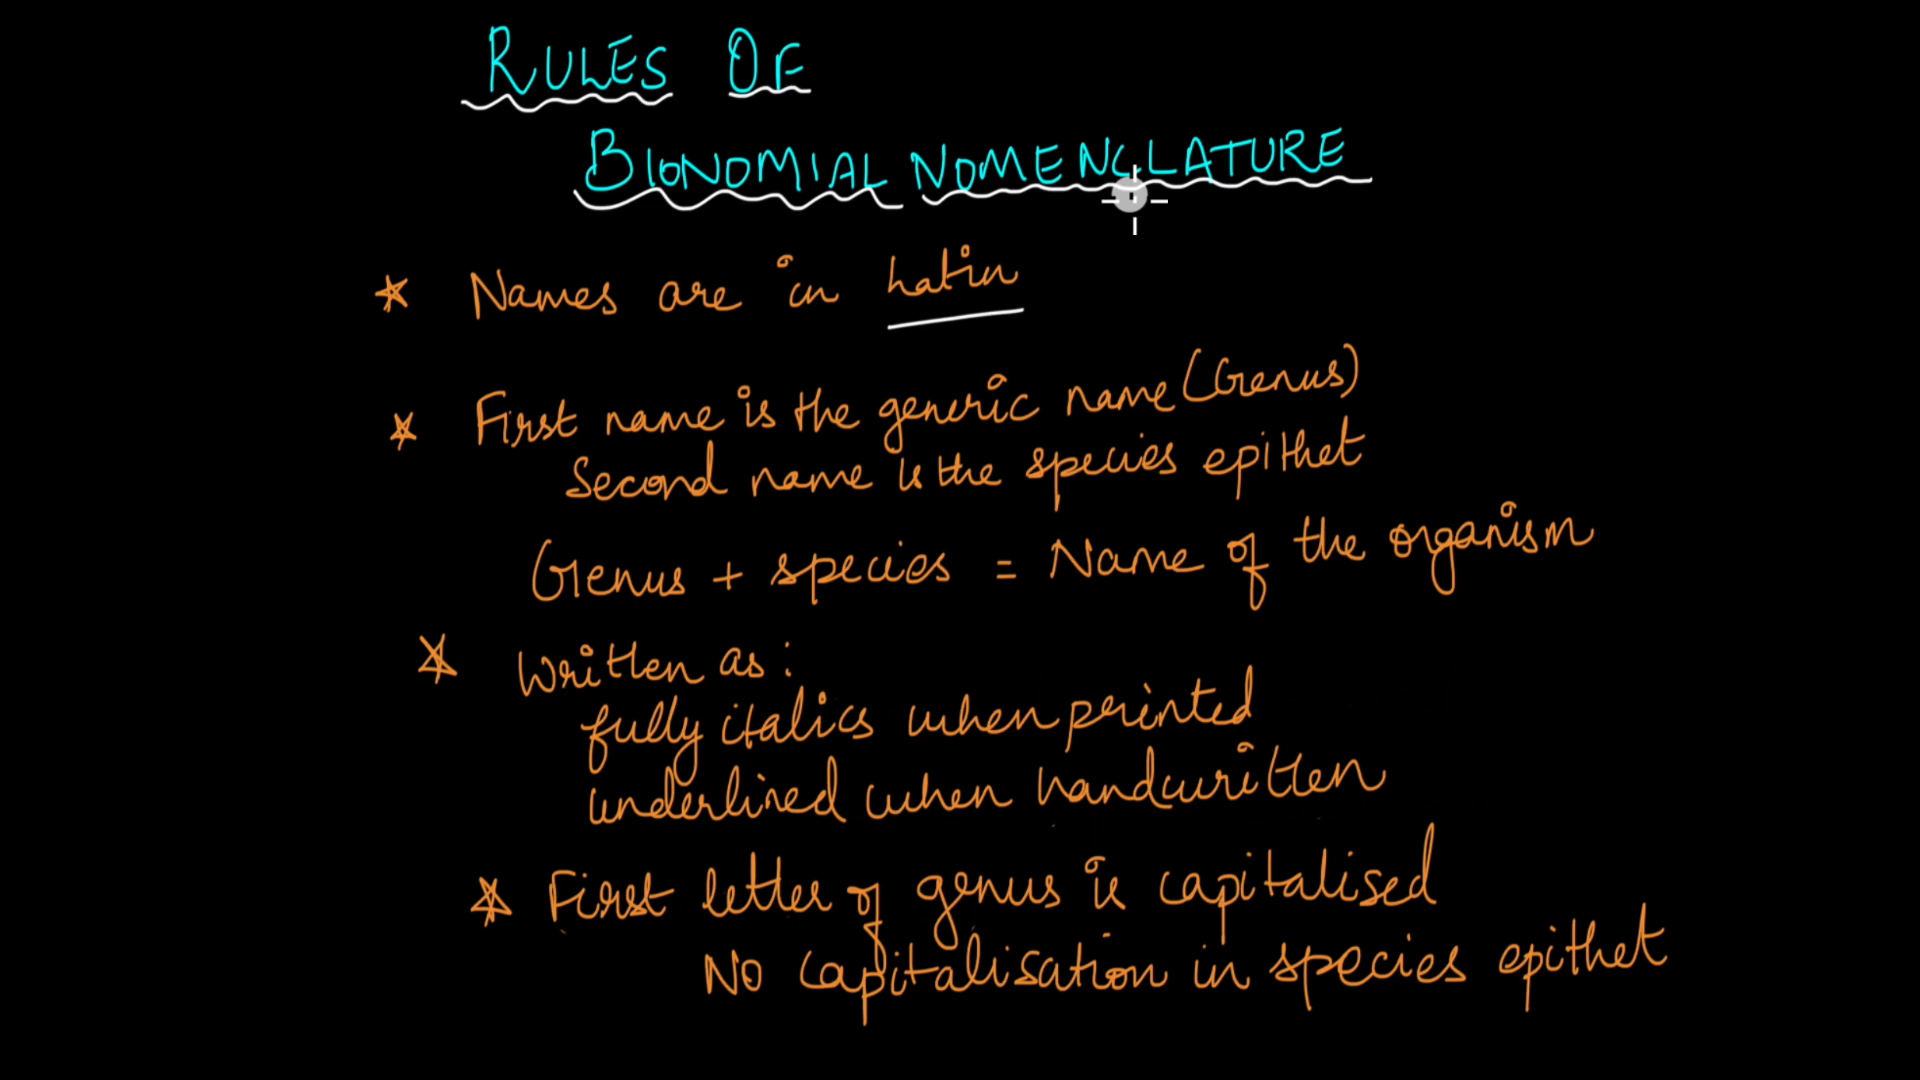 RULES OF
BIONOMIAL NOMENCLATURE
* Names are in Latin
* First name is the generic name (Genus)
Second name is the species epithet
Genus + species = Name of the organism
* Written as:
fully italics when printed
underlined when handwritten
* First letter of genus is capitalised
No capitalisation in species epithet